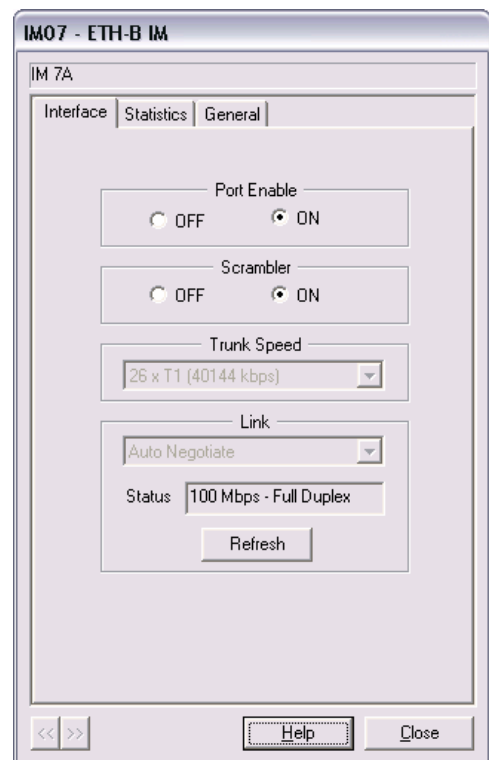 IM07 - ETH-B IM
IM 7A
Interface Statistics General
Port Enable
OFF ON
Scrambler
OFF ON
Trunk Speed
26 x T1 (40144 kbps)
Link
Auto Negotiate
Status 100 Mbps - Full Duplex
Refresh
<< >> Help Close